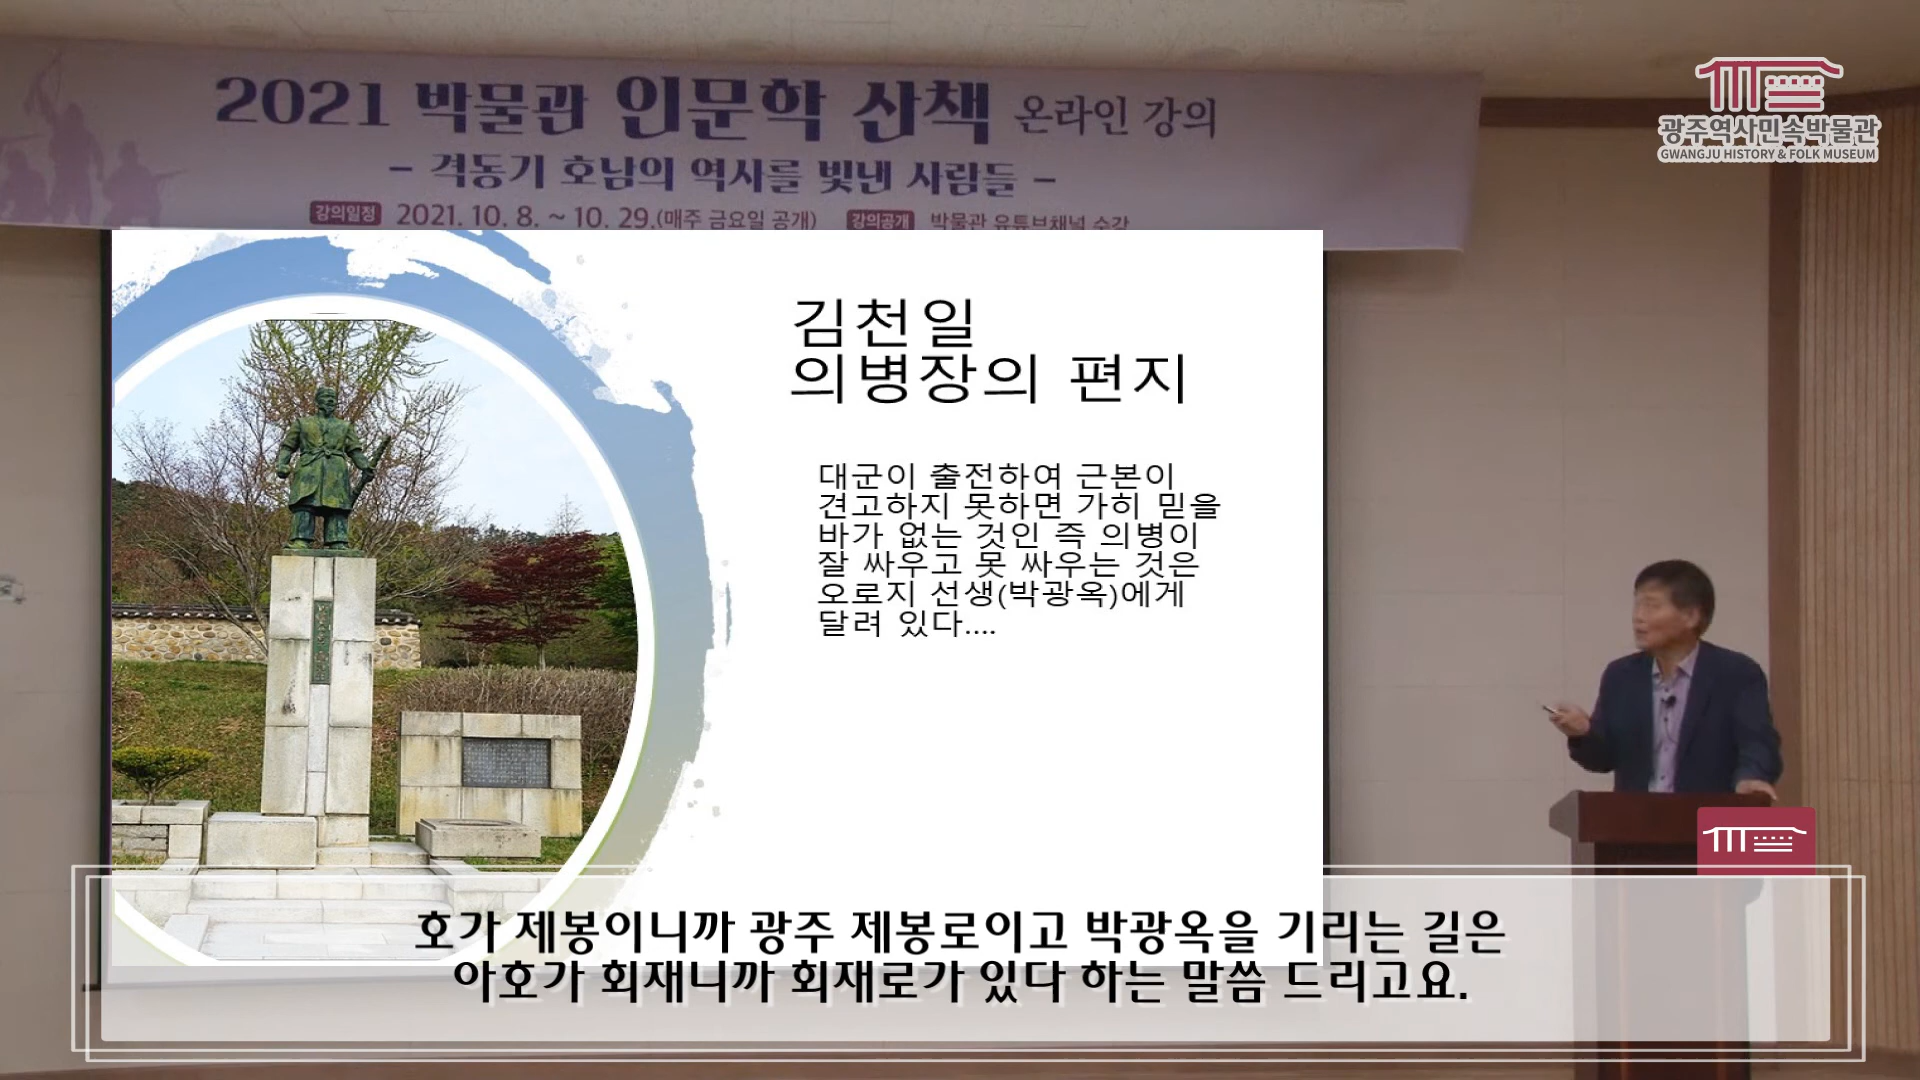 2021 박물관 인문학 산책 온라인 강의
- 격동기 호남의 역사를 빛낸 사람들 -
강의일정 2021. 10. 8. ~ 10. 29.(매주 금요일 공개) 강의공개 박물관 유튜브채널 수강
광주역사민속박물관
GWANGJU HISTORY & FOLK MUSEUM
김천일
의병장의 편지
대군이 출전하여 근본이
견고하지 못하면 가히 믿을
바가 없는 것인 즉 의병이
잘 싸우고 못 싸우는 것은
오로지 선생(박광옥)에게
달려 있다....
호가 제봉이니까 광주 제봉로이고 박광옥을 기리는 길은
아호가 회재니까 회재로가 있다 하는 말씀 드리고요.